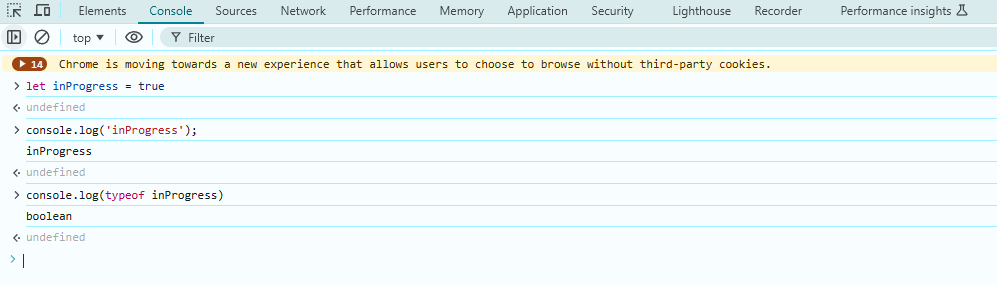 Elements Console Sources Network Performance Memory Application Security Lighthouse Recorder Performance insights
top Filter
14 Chrome is moving towards a new experience that allows users to choose to browse without third-party cookies.
> let inProgress = true
undefined
> console.log('inProgress');
inProgress
undefined
> console.log(typeof inProgress)
boolean
undefined
>